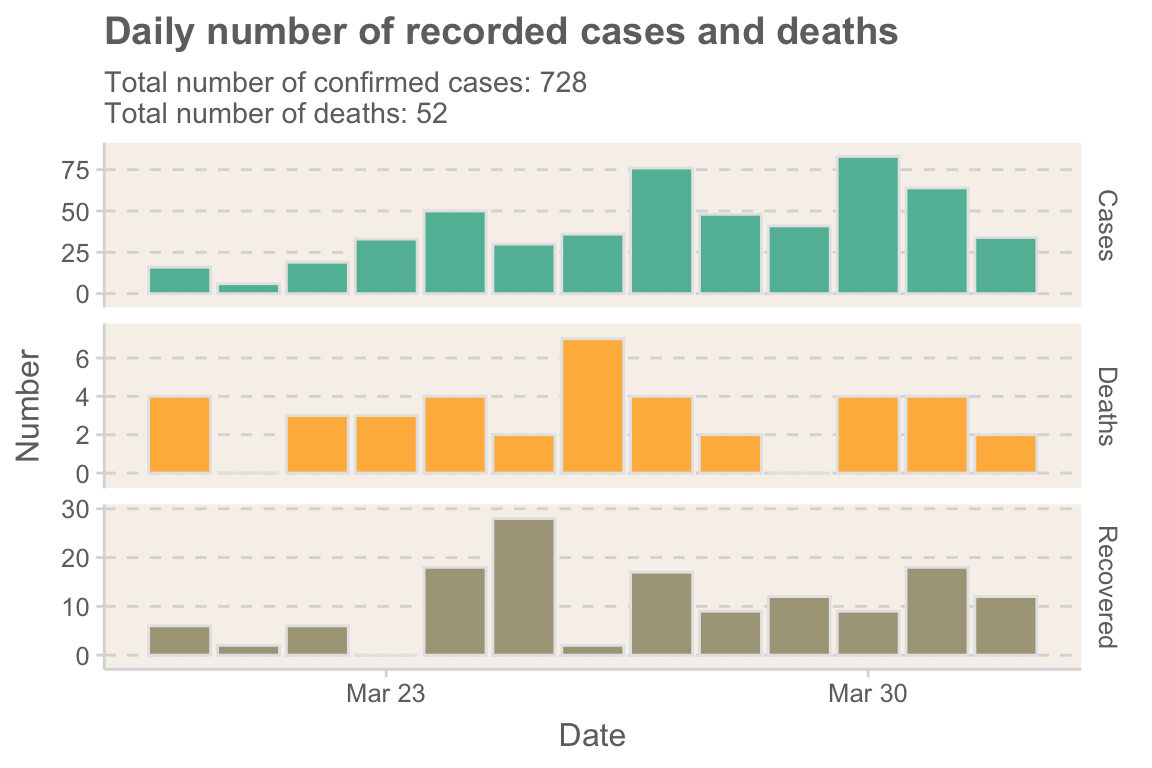 Daily number of recorded cases and deaths
Total number of confirmed cases: 728
Total number of deaths: 52
75
50
25
0
Cases
6
4
2
0
Deaths
30
20
10
0
Recovered
Number
Mar 23
Mar 30
Date